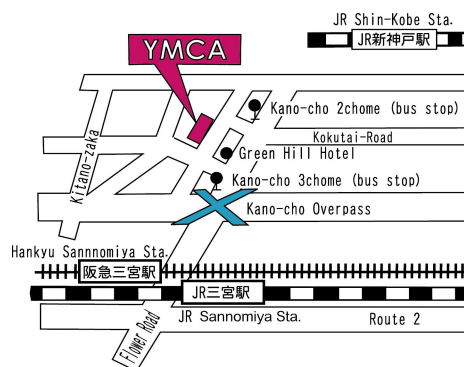 JR Shin-Kobe Sta.
JR新神戸駅
YMCA
Kano-cho 2chome (bus stop)
Kokutai-Road
Green Hill Hotel
Kitano-zaka
Kano-cho 3chome (bus stop)
Kano-cho Overpass
Hankyu Sannnomiya Sta.
阪急三宮駅
JR三宮駅
JR Sannomiya Sta.
Route 2
Flower Road